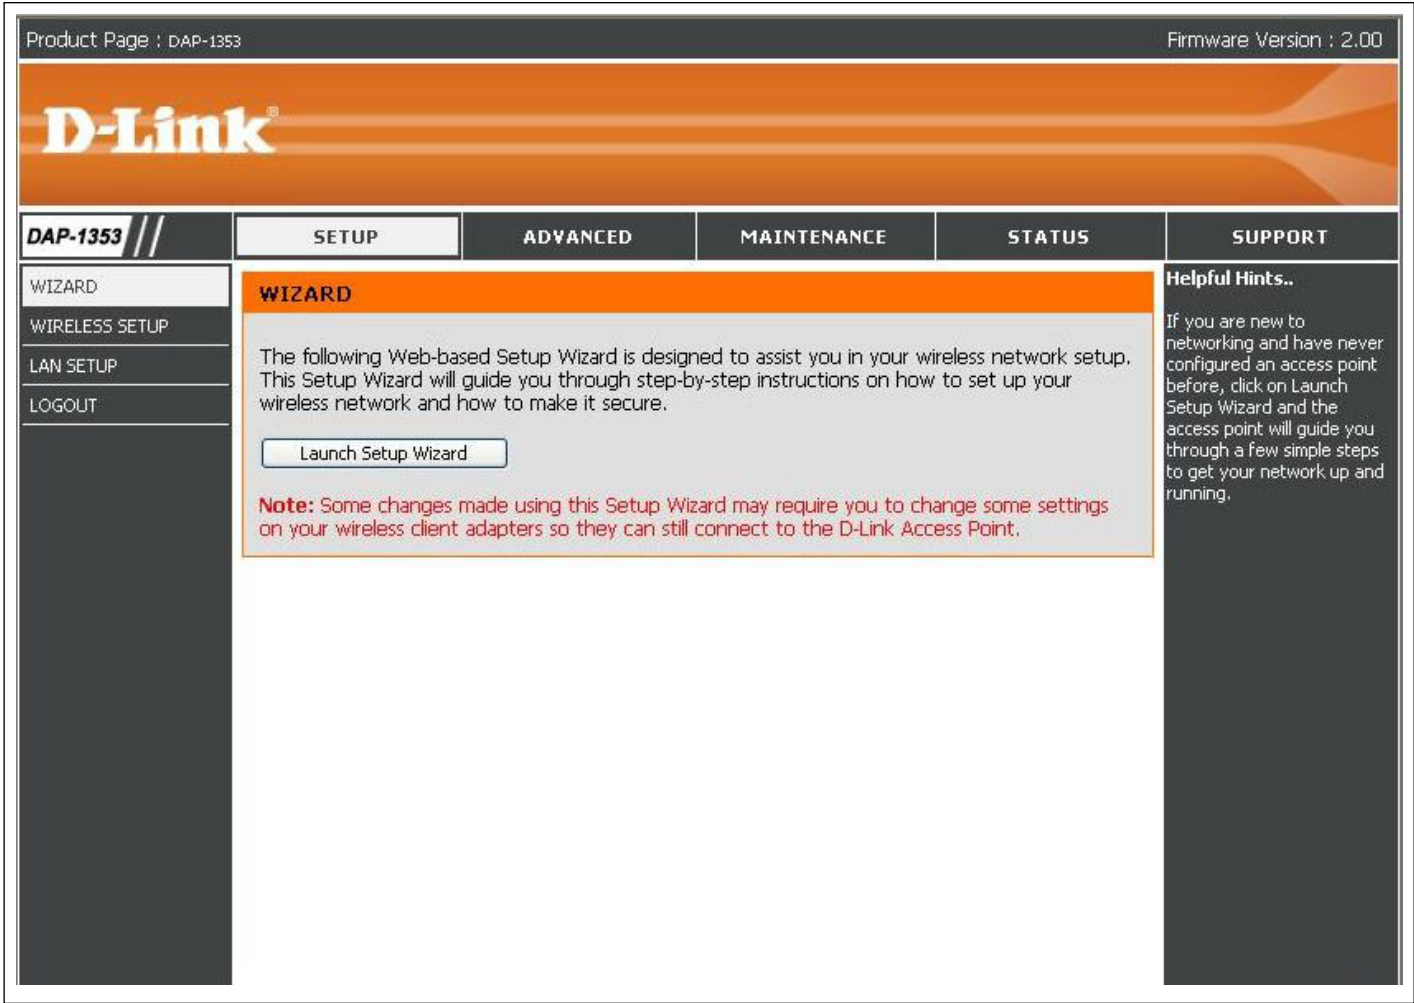 Product Page : DAP-1353
Firmware Version : 2.00
D-Link®
DAP-1353
SETUP
ADVANCED
MAINTENANCE
STATUS
SUPPORT
WIZARD
WIRELESS SETUP
LAN SETUP
LOGOUT
WIZARD
The following Web-based Setup Wizard is designed to assist you in your wireless network setup.
This Setup Wizard will guide you through step-by-step instructions on how to set up your
wireless network and how to make it secure.
Launch Setup Wizard
Note: Some changes made using this Setup Wizard may require you to change some settings
on your wireless client adapters so they can still connect to the D-Link Access Point.
Helpful Hints..
If you are new to
networking and have never
configured an access point
before, click on Launch
Setup Wizard and the
access point will guide you
through a few simple steps
to get your network up and
running.